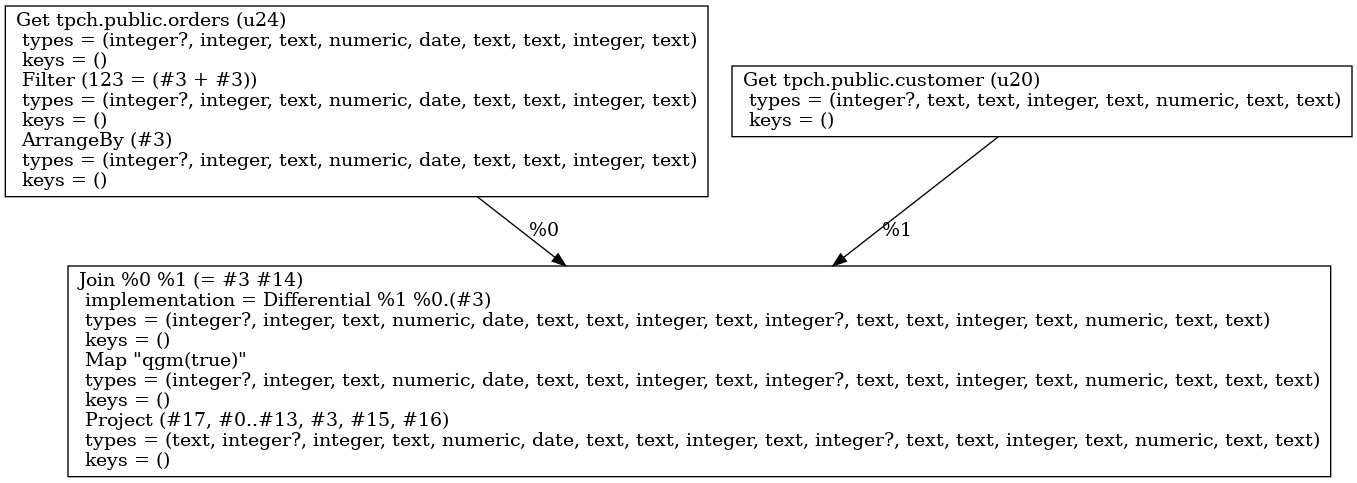 Get tpch.public.orders (u24)
types = (integer?, integer, text, numeric, date, text, text, integer, text)
keys = ()
Filter (123 = (#3 + #3))
types = (integer?, integer, text, numeric, date, text, text, integer, text)
keys = ()
ArrangeBy (#3)
types = (integer?, integer, text, numeric, date, text, text, integer, text)
keys = ()
Get tpch.public.customer (u20)
types = (integer?, text, text, integer, text, numeric, text, text)
keys = ()
%0
%1
Join %0 %1 (= #3 #14)
implementation = Differential %1 %0.(#3)
types = (integer?, integer, text, numeric, date, text, text, integer, text, integer?, text, text, integer, text, numeric, text, text)
keys = ()
Map "qgm(true)"
types = (integer?, integer, text, numeric, date, text, text, integer, text, integer?, text, text, integer, text, numeric, text, text, text)
keys = ()
Project (#17, #0..#13, #3, #15, #16)
types = (text, integer?, integer, text, numeric, date, text, text, integer, text, integer?, text, text, integer, text, numeric, text, text)
keys = ()